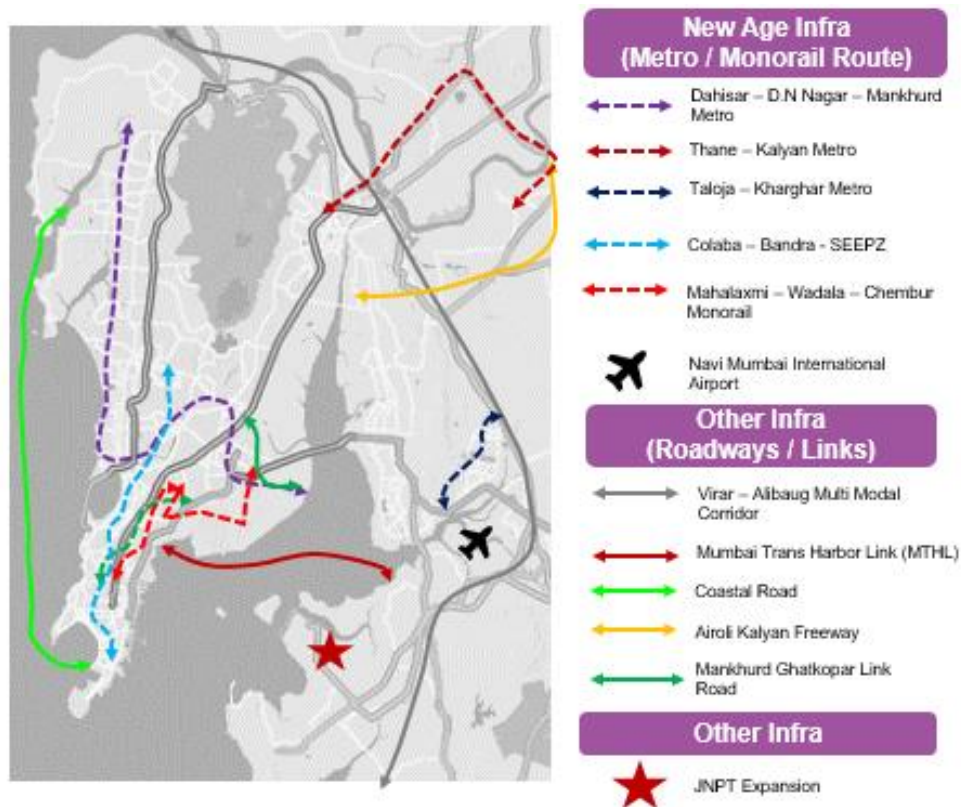 New Age Infra
(Metro / Monorail Route)
Dahisar – D.N Nagar – Mankhurd
Metro
Thane – Kalyan Metro
Taloja – Kharghar Metro
Colaba – Bandra - SEEPZ
Mahalaxmi – Wadala – Chembur
Monorail
Navi Mumbai International
Airport
Other Infra
(Roadways / Links)
Virar – Alibaug Multi Modal
Corridor
Mumbai Trans Harbor Link (MTHL)
Coastal Road
Airoli Kalyan Freeway
Mankhurd Ghatkopar Link
Road
Other Infra
JNPT Expansion